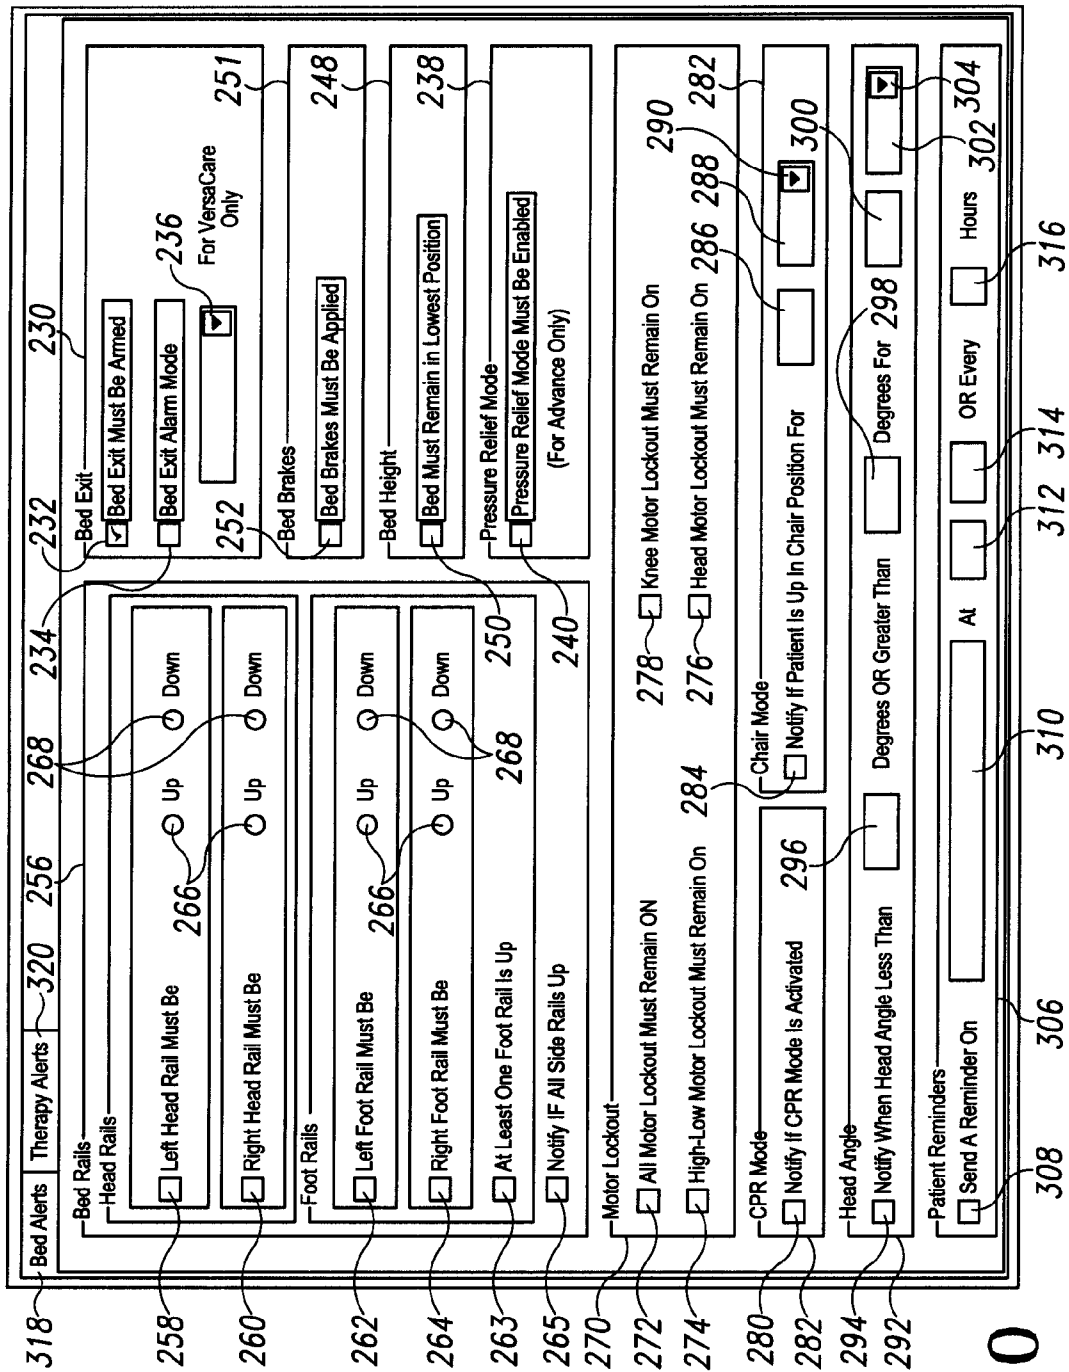 318
Bed Alerts
Therapy Alerts
320
256
230
Bed Rails
Head Rails
258
Left Head Rail Must Be
Up
Down
266
268
260
Right Head Rail Must Be
Up
Down
Foot Rails
262
Left Foot Rail Must Be
Up
Down
266
268
264
Right Foot Rail Must Be
Up
Down
263
At Least One Foot Rail Is Up
265
Notify IF All Side Rails Up
232
234
Bed Exit
✓ Bed Exit Must Be Armed
Bed Exit Alarm Mode
236
For VersaCare
Only
251
252
Bed Brakes
Bed Brakes Must Be Applied
248
Bed Height
Bed Must Remain in Lowest Position
250
238
Pressure Relief Mode
Pressure Relief Mode Must Be Enabled
(For Advance Only)
240
270
Motor Lockout
272
All Motor Lockout Must Remain ON
278
Knee Motor Lockout Must Remain On
274
High-Low Motor Lockout Must Remain On
276
Head Motor Lockout Must Remain On
280
CPR Mode
Notify If CPR Mode Is Activated
282
284
Chair Mode
Notify If Patient Is Up In Chair Position For
286
288
290
282
294
292
Head Angle
Notify When Head Angle Less Than
296
Degrees OR Greater Than
298
Degrees For
300
302
304
Patient Reminders
308
Send A Reminder On
306
310
At
312
314
OR Every
316
Hours
0